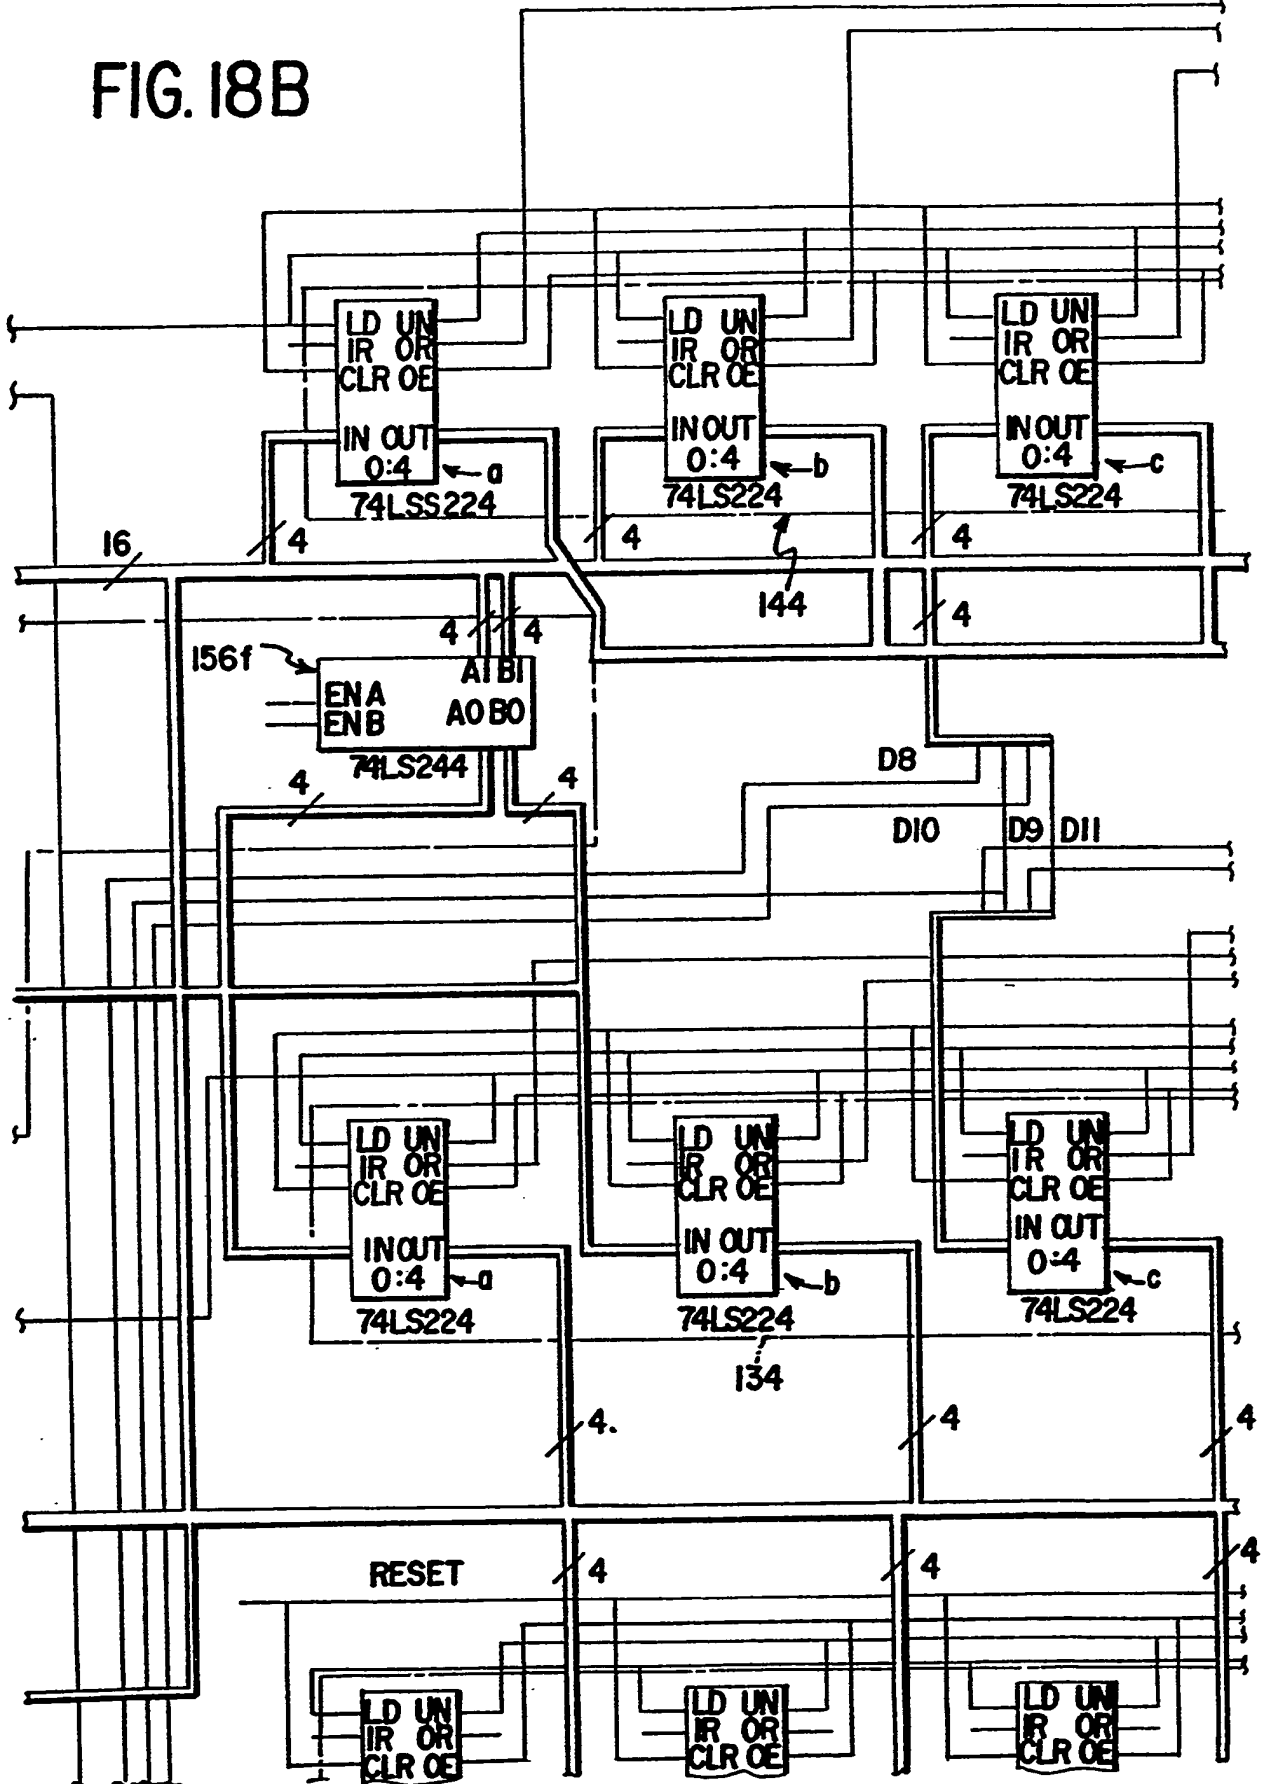 FIG. 18B
LD UN
IR OR
CLR OE
IN OUT
0:4
a
74LSS224
LD UN
IR OR
CLR OE
IN OUT
0:4
b
74LS224
LD UN
IR OR
CLR OE
IN OUT
0:4
c
74LS224
16
4
4
4
144
4
4
4
156f
AI BI
EN A
EN B
AO BO
74LS244
4
4
D8
D10
D9
D11
LD UN
IR OR
CLR OE
IN OUT
0:4
a
74LS224
LD UN
IR OR
CLR OE
IN OUT
0:4
b
74LS224
LD UN
IR OR
CLR OE
IN OUT
0:4
c
74LS224
134
4.
4
4
RESET
4
4
4
LD UN
IR OR
CLR OE
LD UN
IR OR
CLR OE
LD UN
IR OR
CLR OE